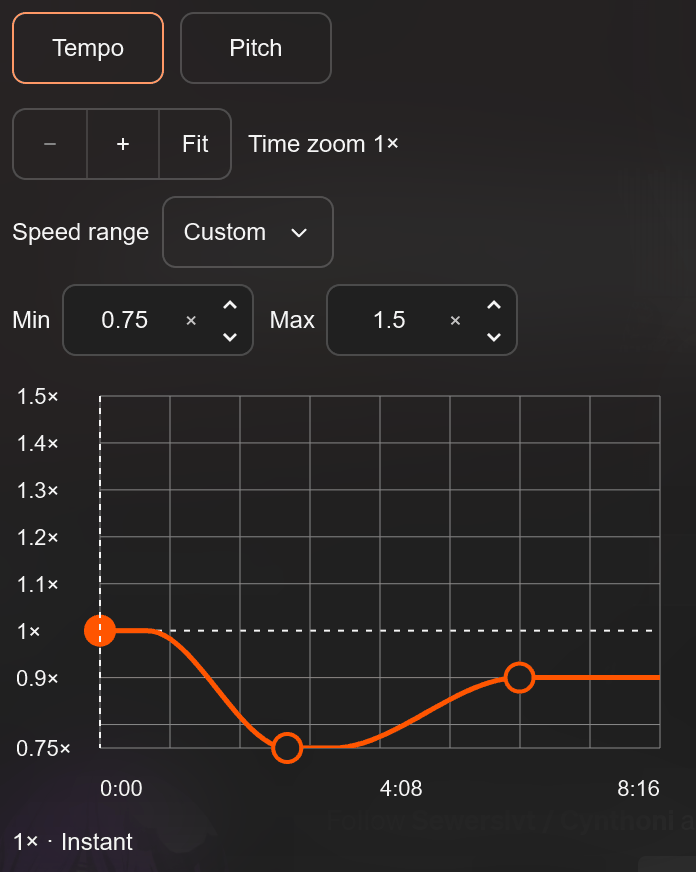 Tempo Pitch
− + Fit Time zoom 1×
Speed range Custom
Min 0.75 × Max 1.5 ×
1.5×
1.4×
1.3×
1.2×
1.1×
1×
0.9×
0.75×
0:00 4:08 8:16
1× · Instant